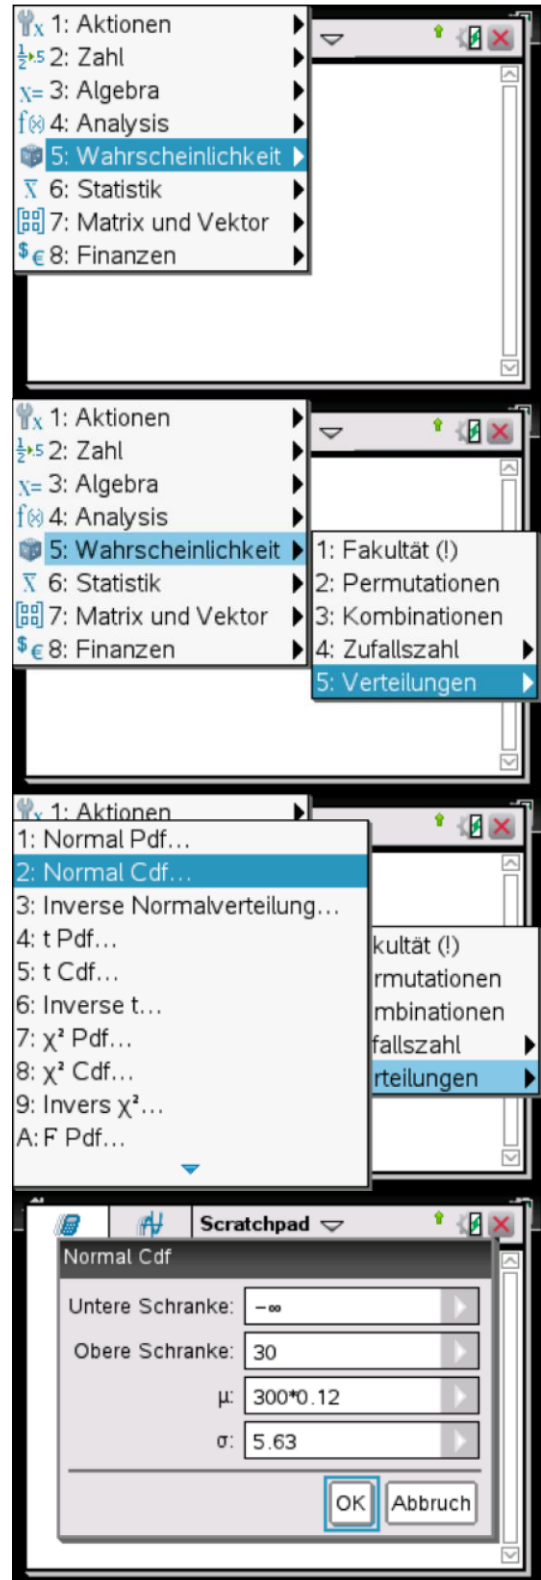 1: Aktionen
2: Zahl
3: Algebra
4: Analysis
5: Wahrscheinlichkeit
6: Statistik
7: Matrix und Vektor
8: Finanzen
1: Aktionen
2: Zahl
3: Algebra
4: Analysis
5: Wahrscheinlichkeit
6: Statistik
7: Matrix und Vektor
8: Finanzen
1: Fakultät (!)
2: Permutationen
3: Kombinationen
4: Zufallszahl
5: Verteilungen
1: Aktionen
1: Normal Pdf...
2: Normal Cdf...
3: Inverse Normalverteilung...
4: t Pdf...
5: t Cdf...
6: Inverse t...
7: χ² Pdf...
8: χ² Cdf...
9: Invers χ²...
A: F Pdf...
kultät (!)
rmutationen
mbinationen
fallszahl
rteilungen
Scratchpad
Normal Cdf
Untere Schranke: -∞
Obere Schranke: 30
μ: 300*0.12
σ: 5.63
OK Abbruch